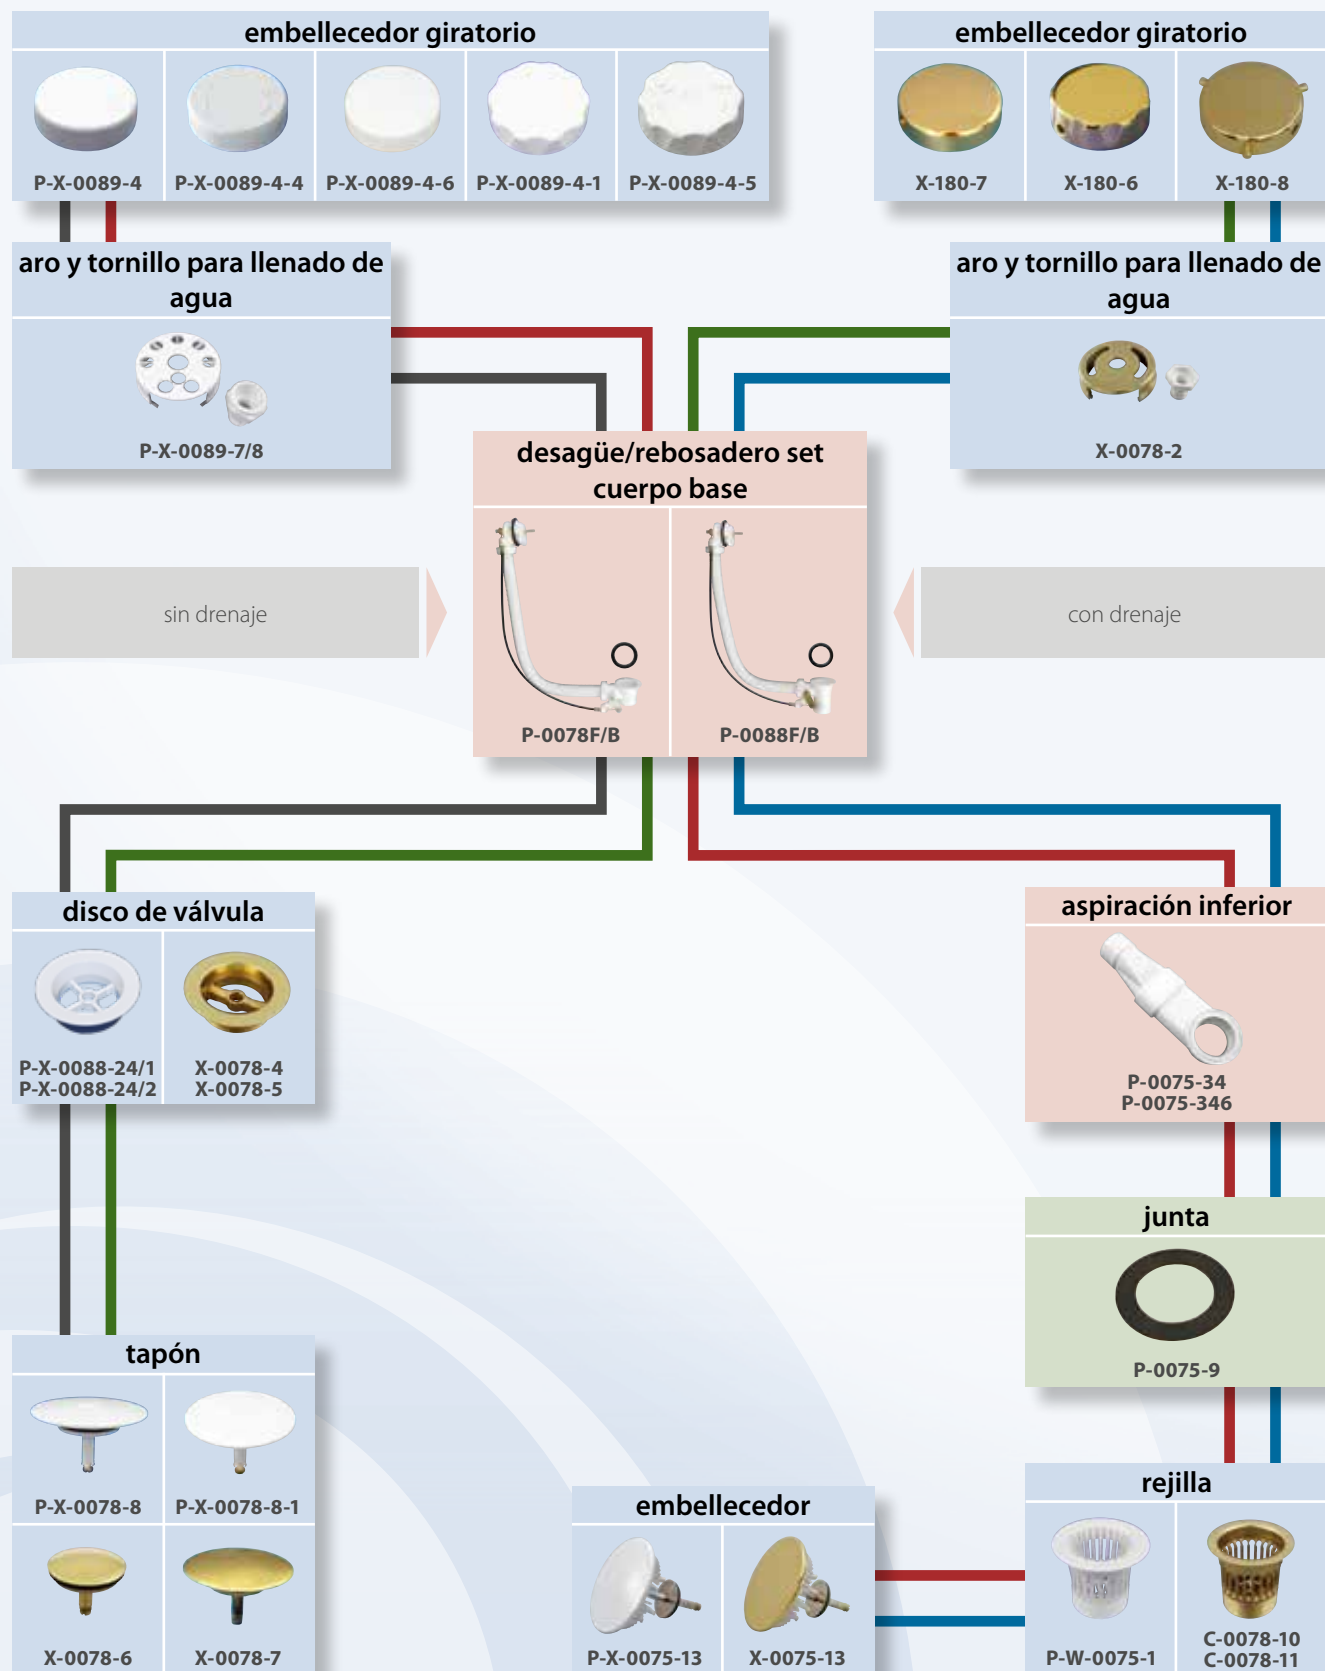 embellecedor giratorio
P-X-0089-4
P-X-0089-4-4
P-X-0089-4-6
P-X-0089-4-1
P-X-0089-4-5
embellecedor giratorio
X-180-7
X-180-6
X-180-8
aro y tornillo para llenado de
agua
P-X-0089-7/8
aro y tornillo para llenado de
agua
X-0078-2
desagüe/rebosadero set
cuerpo base
P-0078F/B
P-0088F/B
sin drenaje
con drenaje
disco de válvula
P-X-0088-24/1
P-X-0088-24/2
X-0078-4
X-0078-5
aspiración inferior
P-0075-34
P-0075-346
junta
P-0075-9
tapón
P-X-0078-8
P-X-0078-8-1
X-0078-6
X-0078-7
embellecedor
P-X-0075-13
X-0075-13
rejilla
P-W-0075-1
C-0078-10
C-0078-11